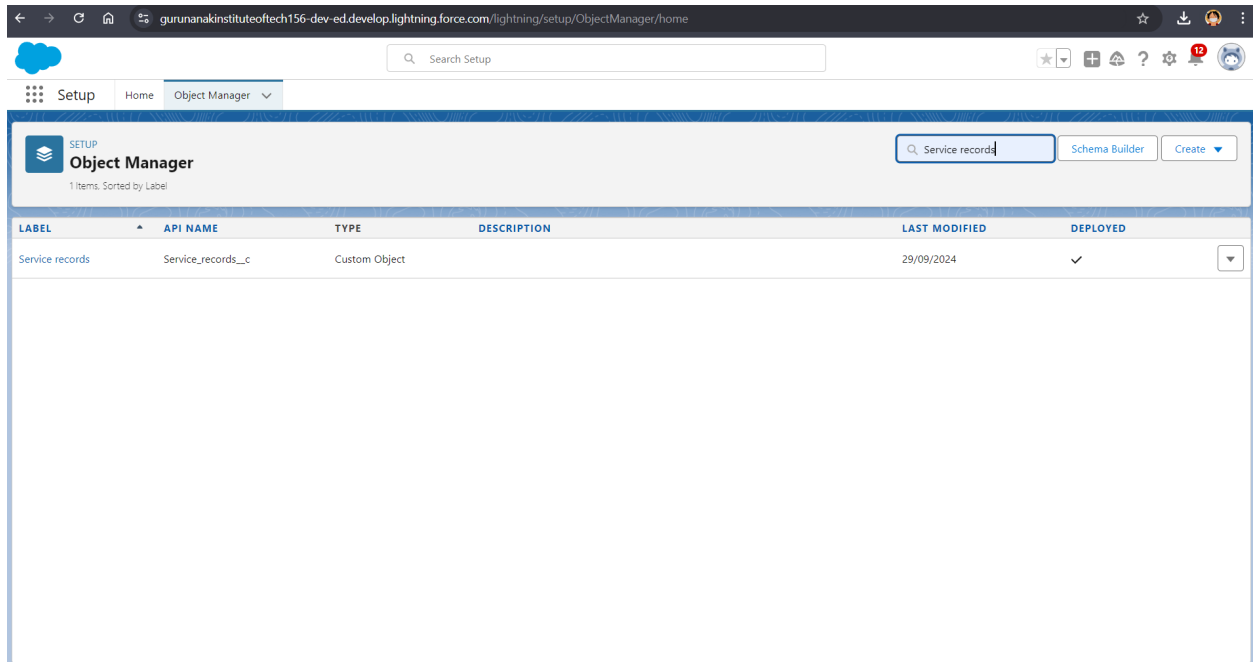 gurunanakinstituteoftech156-dev-ed.develop.lightning.force.com/lightning/setup/ObjectManager/home
Search Setup
12
Setup Home Object Manager
SETUP
Object Manager
1 Items, Sorted by Label
Service records
Schema Builder
Create
LABEL API NAME TYPE DESCRIPTION LAST MODIFIED DEPLOYED
Service records Service_records__c Custom Object 29/09/2024